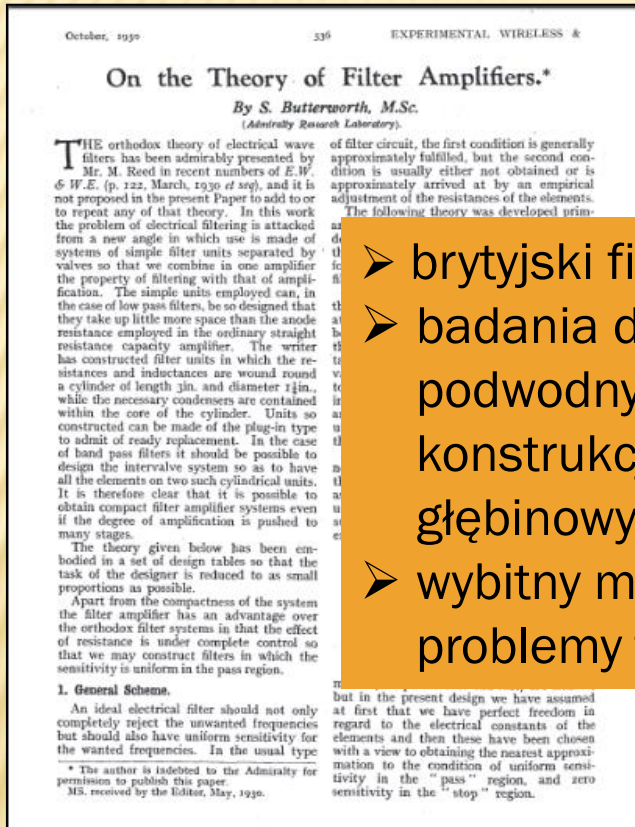 October, 1930 536 EXPERIMENTAL WIRELESS &
On the Theory of Filter Amplifiers.*
By S. Butterworth, M.Sc.
(Admiralty Research Laboratory).
THE orthodox theory of electrical wave
filters has been admirably presented by
Mr. M. Reed in recent numbers of E.W.
& W.E. (p. 122, March, 1930 et seq), and it is
not proposed in the present Paper to add to or
to repeat any of that theory. In this work
the problem of electrical filtering is attacked
from a new angle in which use is made of
systems of simple filter units separated by
valves so that we combine in one amplifier
the property of filtering with that of ampli-
fication. The simple units employed can, in
the case of low pass filters, be so designed that
they take up little more space than the anode
resistance employed in the ordinary straight
resistance capacity amplifier. The writer
has constructed filter units in which the re-
sistances and inductances are wound round
a cylinder of length 3in. and diameter 1¼in.,
while the necessary condensers are contained
within the core of the cylinder. Units so
constructed can be made of the plug-in type
to admit of ready replacement. In the case
of band pass filters it should be possible to
design the intervalve system so as to have
all the elements on two such cylindrical units.
It is therefore clear that it is possible to
obtain compact filter amplifier systems even
if the degree of amplification is pushed to
many stages.
The theory given below has been em-
bodied in a set of design tables so that the
task of the designer is reduced to as small
proportions as possible.
Apart from the compactness of the system
the filter amplifier has an advantage over
the orthodox filter systems in that the effect
of resistance is under complete control so
that we may construct filters in which the
sensitivity is uniform in the pass region.
1. General Scheme.
An ideal electrical filter should not only
completely reject the unwanted frequencies
but should also have uniform sensitivity for
the wanted frequencies. In the usual type
* The author is indebted to the Admiralty for
permission to publish this paper.
MS. received by the Editor, May, 1930.
of filter circuit, the first condition is generally
approximately fulfilled, but the second con-
dition is usually either not obtained or is
approximately arrived at by an empirical
adjustment of the resistances of the elements.
The following theory was developed prim-
➤ brytyjski fi
➤ badania d
podwodny
konstrukc
głębinowy
➤ wybitny m
problemy
but in the present design we have assumed
at first that we have perfect freedom in
regard to the electrical constants of the
elements and then these have been chosen
with a view to obtaining the nearest approxi-
mation to the condition of uniform sensi-
tivity in the "pass" region, and zero
sensitivity in the "stop" region.